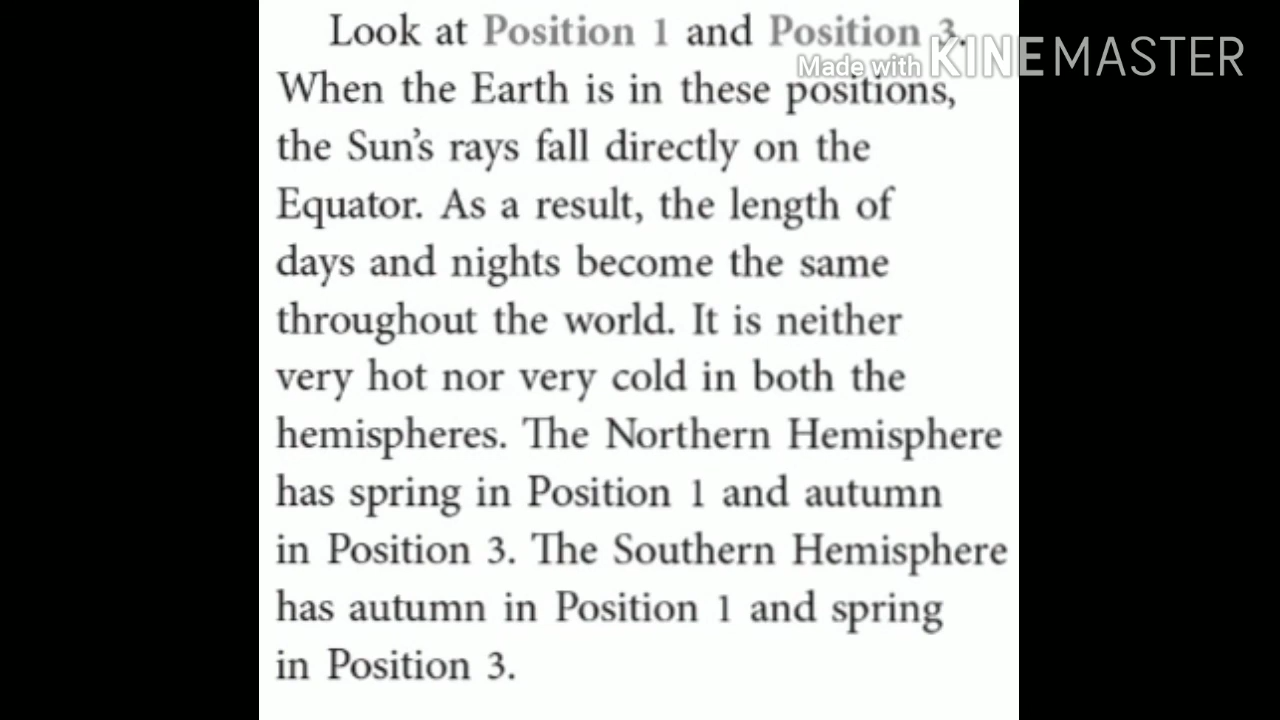 Look at Position 1 and Position 3.
Made with KINEMASTER
When the Earth is in these positions,
the Sun's rays fall directly on the
Equator. As a result, the length of
days and nights become the same
throughout the world. It is neither
very hot nor very cold in both the
hemispheres. The Northern Hemisphere
has spring in Position 1 and autumn
in Position 3. The Southern Hemisphere
has autumn in Position 1 and spring
in Position 3.